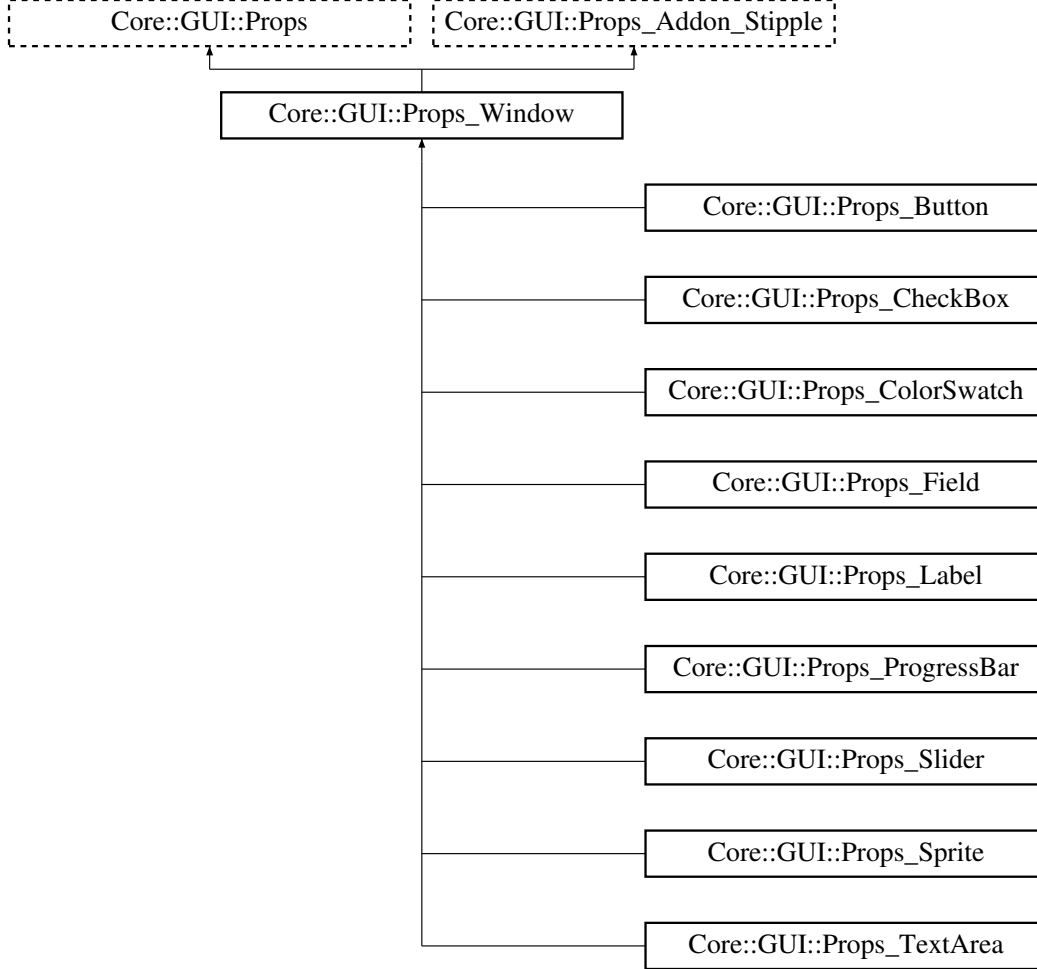 Core::GUI::Props
Core::GUI::Props_Addon_Stipple
Core::GUI::Props_Window
Core::GUI::Props_Button
Core::GUI::Props_CheckBox
Core::GUI::Props_ColorSwatch
Core::GUI::Props_Field
Core::GUI::Props_Label
Core::GUI::Props_ProgressBar
Core::GUI::Props_Slider
Core::GUI::Props_Sprite
Core::GUI::Props_TextArea